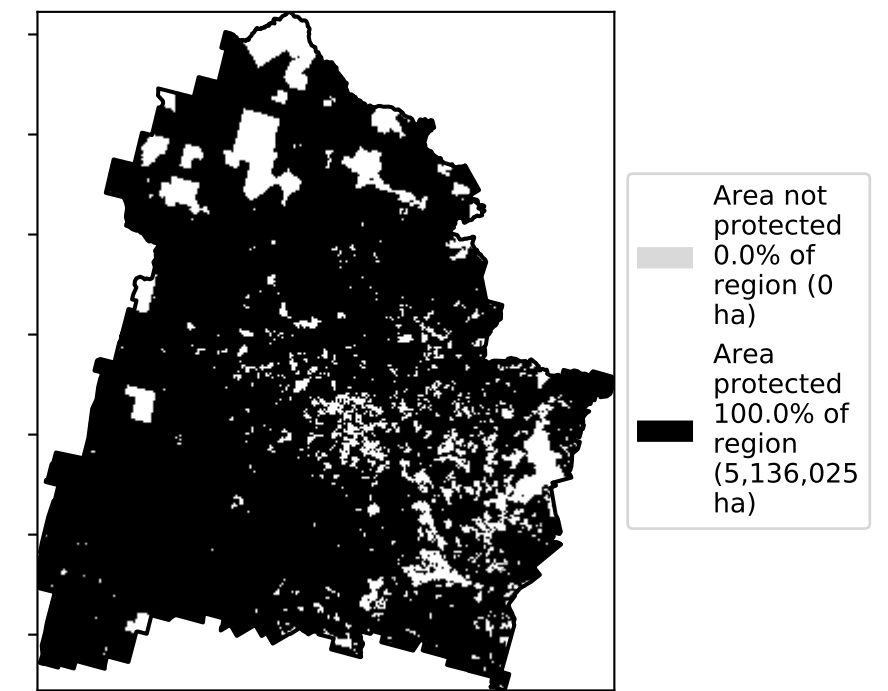 Area not
protected
0.0% of
region (0
ha)
Area
protected
100.0% of
region
(5,136,025
ha)